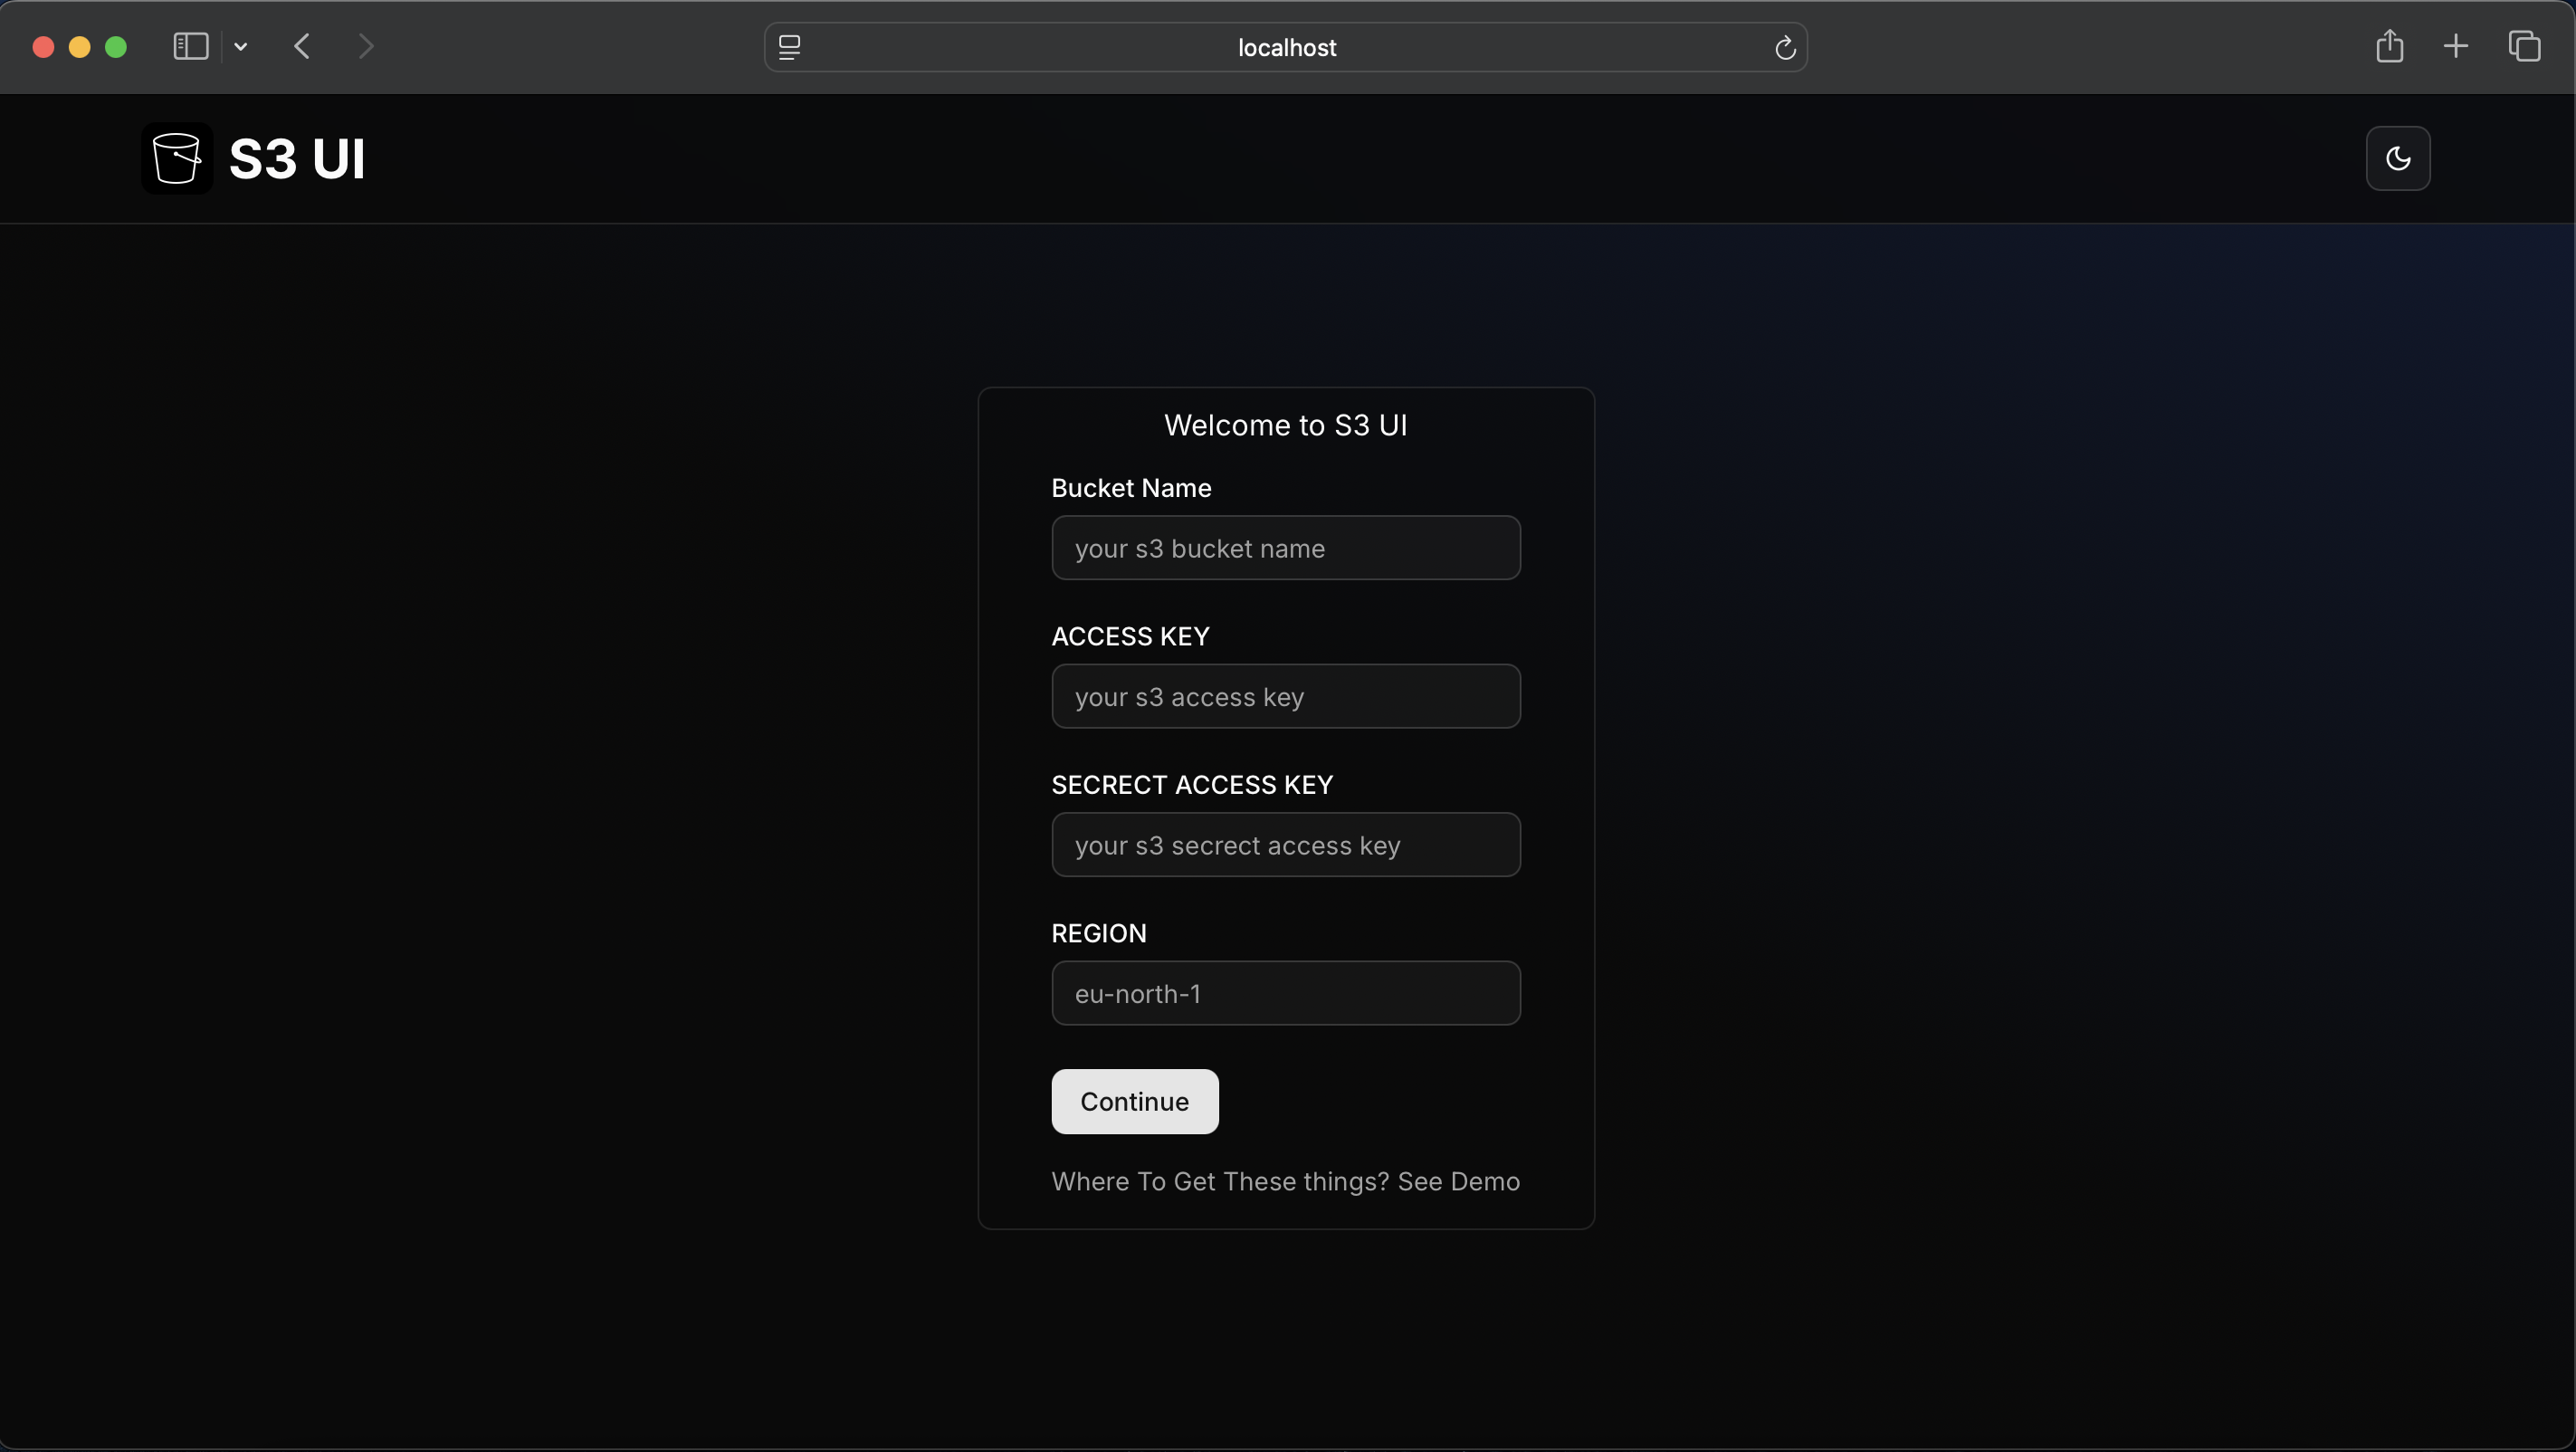 localhost
S3 UI
Welcome to S3 UI
Bucket Name
your s3 bucket name
ACCESS KEY
your s3 access key
SECRECT ACCESS KEY
your s3 secrect access key
REGION
eu-north-1
Continue
Where To Get These things? See Demo